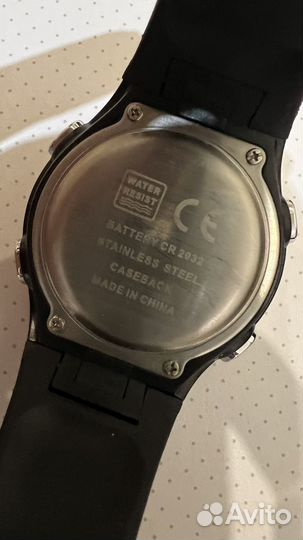 WATER
RESIST
CE
BATTERY CR 2032
STAINLESS STEEL
CASEBACK
MADE IN CHINA
Avito